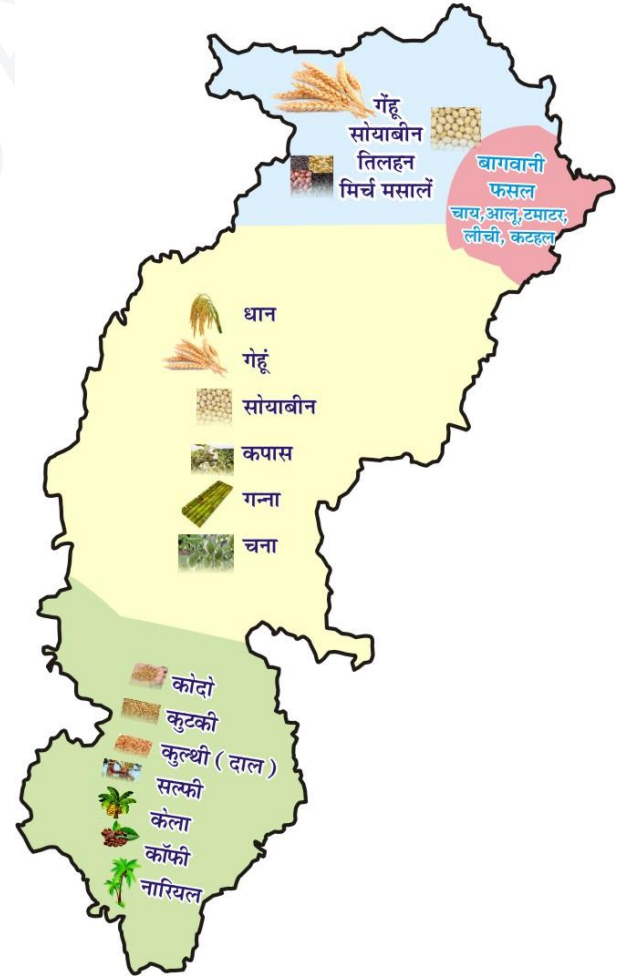 गेंहू
सोयाबीन
तिलहन
मिर्च मसालें
बागवानी
फसल
चाय,आलू,टमाटर,
लीची, कटहल
धान
गेहूं
सोयाबीन
कपास
गन्ना
चना
कोदो
कुटकी
कुल्थी ( दाल )
सल्फी
केला
कॉफी
नारियल